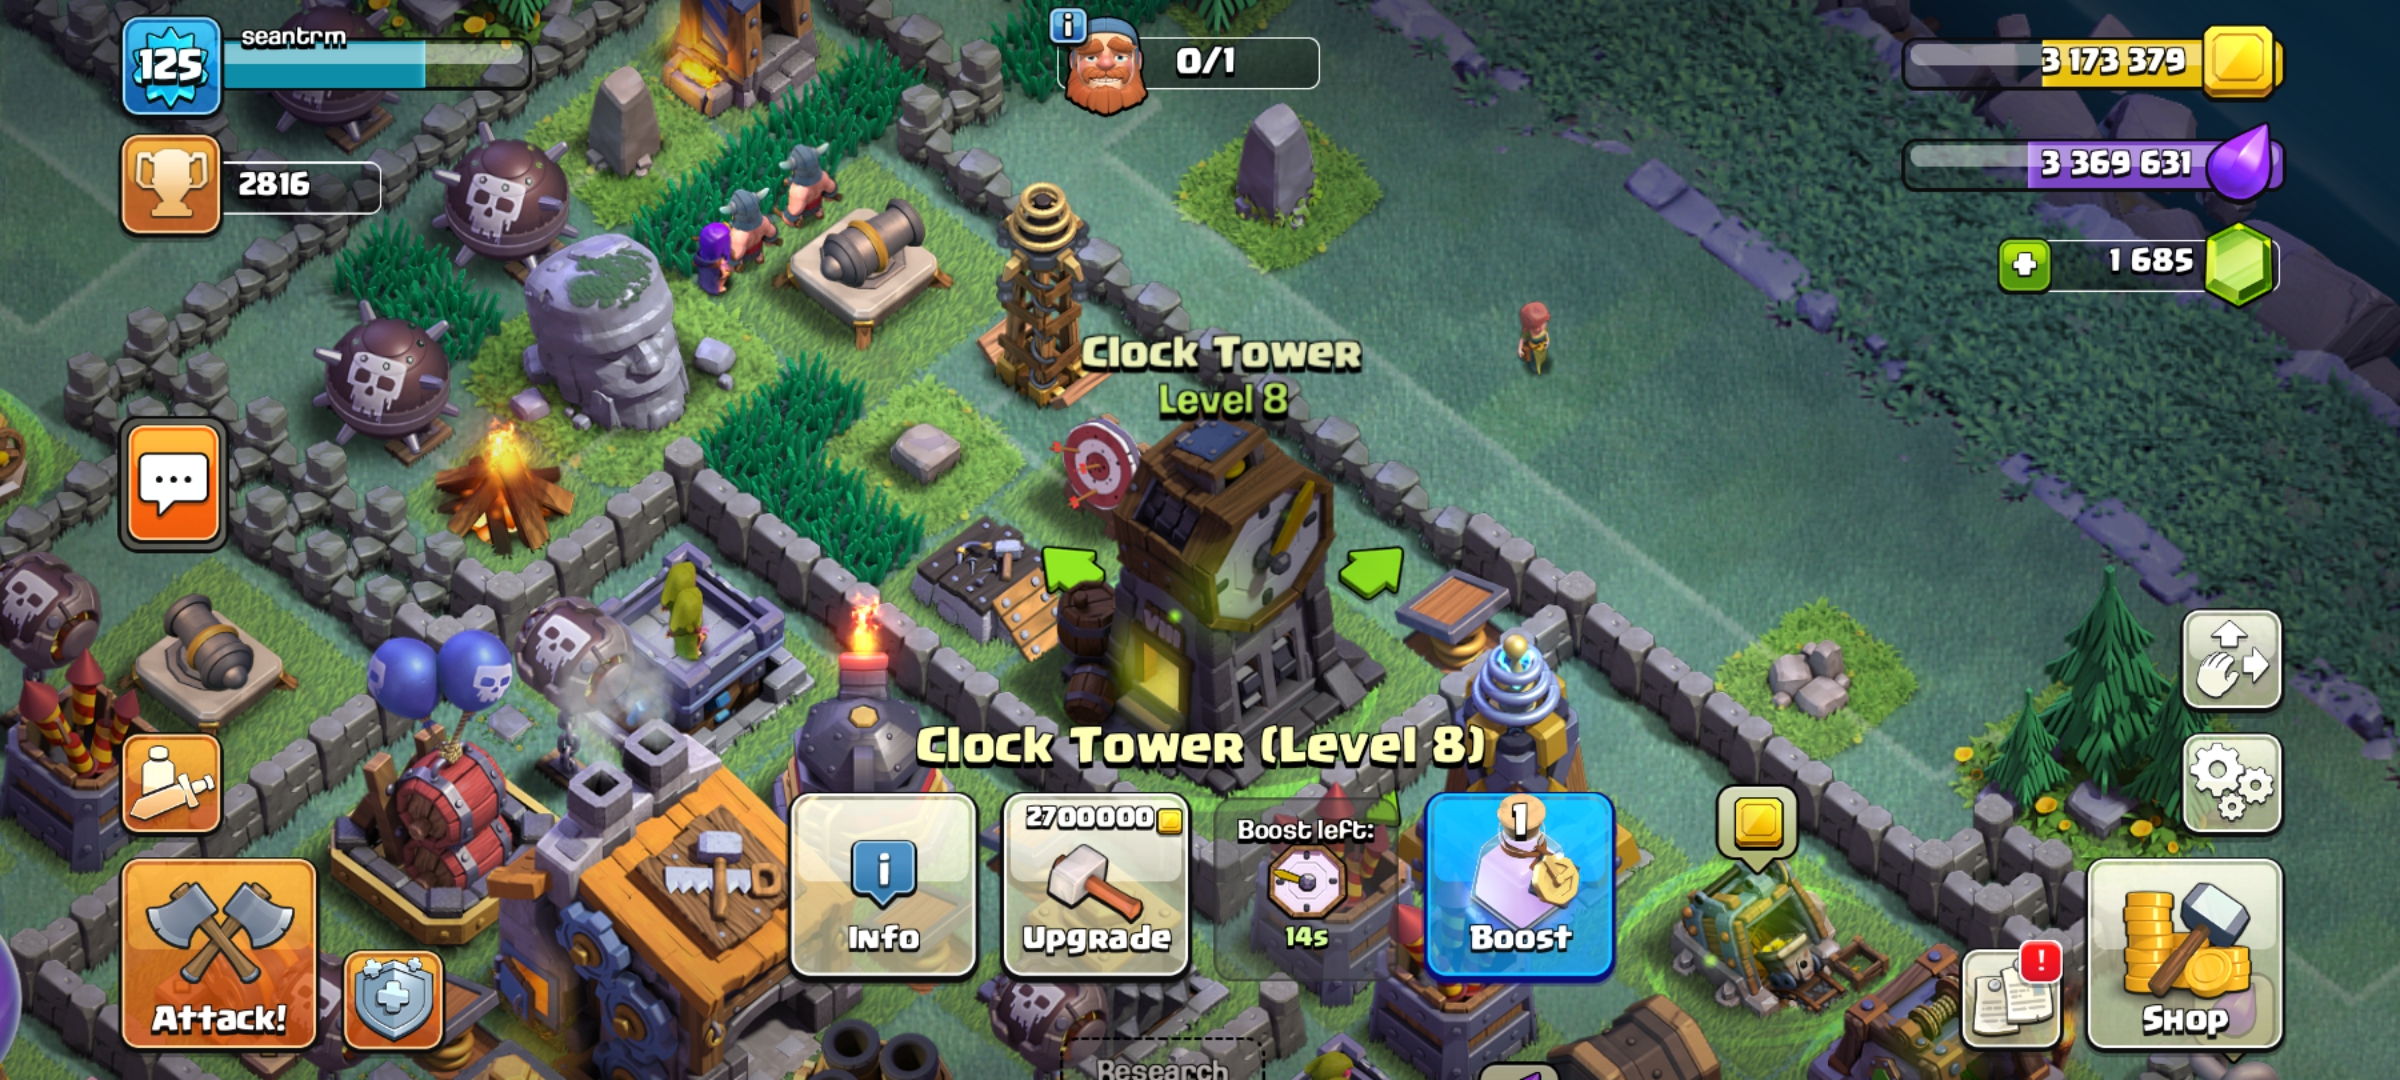 125
seantrm
0/1
3 173 379
2816
3 369 631
1 685
Clock Tower
Level 8
VIII
Clock Tower (Level 8)
Info
2700000
Upgrade
Boost left:
14s
1
Boost
Attack!
!
Shop
Research